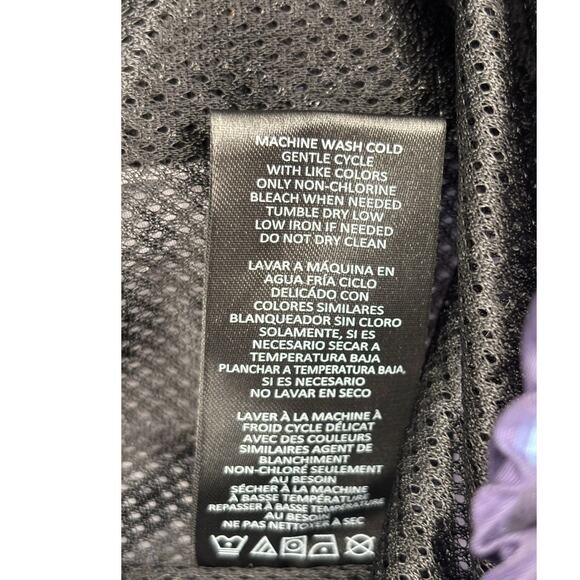 MACHINE WASH COLD
GENTLE CYCLE
WITH LIKE COLORS
ONLY NON-CHLORINE
BLEACH WHEN NEEDED
TUMBLE DRY LOW
LOW IRON IF NEEDED
DO NOT DRY CLEAN
LAVAR A MÁQUINA EN
AGUA FRÍA CICLO
DELICÁDO CON
COLORES SIMILARES
BLANQUEADOR SIN CLORO
SOLAMENTE, SI ES
NECESARIO SECAR A
TEMPERATURA BAJA
PLANCHAR A TEMPERATURA BAJA,
SI ES NECESARIO
NO LAVAR EN SECO
LAVER À LA MACHINE À
FROID CYCLE DÉLICAT
AVEC DES COULEURS
SIMILAIRES AGENT DE
BLANCHIMENT
NON-CHLORÉ SEULEMENT
AU BESOIN
SÉCHER À LA MACHINE
À BASSE TEMPÉRATURE
REPASSER À BASSE TEMPÉRATURE
AU BESOIN
NE PAS NETTOYER A SEC